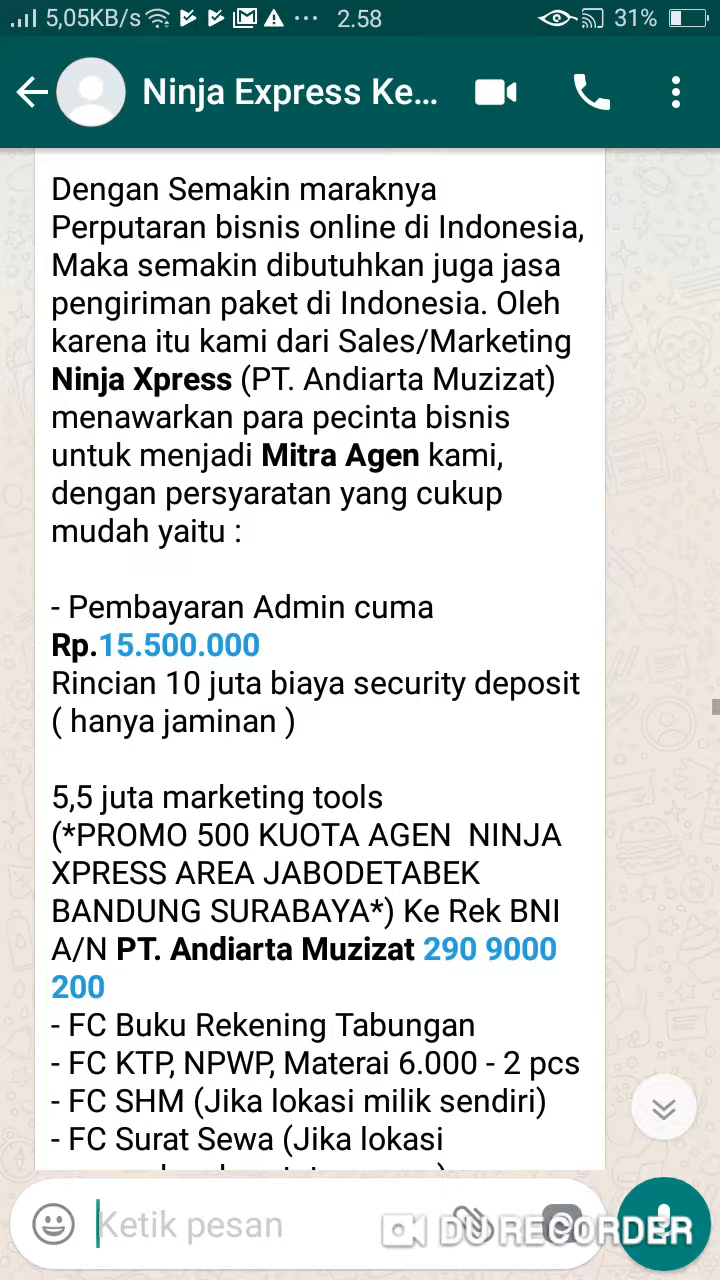 5,05KB/s 2.58 31%
Ninja Express Ke...
Dengan Semakin maraknya
Perputaran bisnis online di Indonesia,
Maka semakin dibutuhkan juga jasa
pengiriman paket di Indonesia. Oleh
karena itu kami dari Sales/Marketing
Ninja Xpress (PT. Andiarta Muzizat)
menawarkan para pecinta bisnis
untuk menjadi Mitra Agen kami,
dengan persyaratan yang cukup
mudah yaitu :
- Pembayaran Admin cuma
Rp.15.500.000
Rincian 10 juta biaya security deposit
( hanya jaminan )
5,5 juta marketing tools
(*PROMO 500 KUOTA AGEN  NINJA
XPRESS AREA JABODETABEK
BANDUNG SURABAYA*) Ke Rek BNI
A/N PT. Andiarta Muzizat 290 9000
200
- FC Buku Rekening Tabungan
- FC KTP, NPWP, Materai 6.000 - 2 pcs
- FC SHM (Jika lokasi milik sendiri)
- FC Surat Sewa (Jika lokasi
Ketik pesan
DU RECORDER